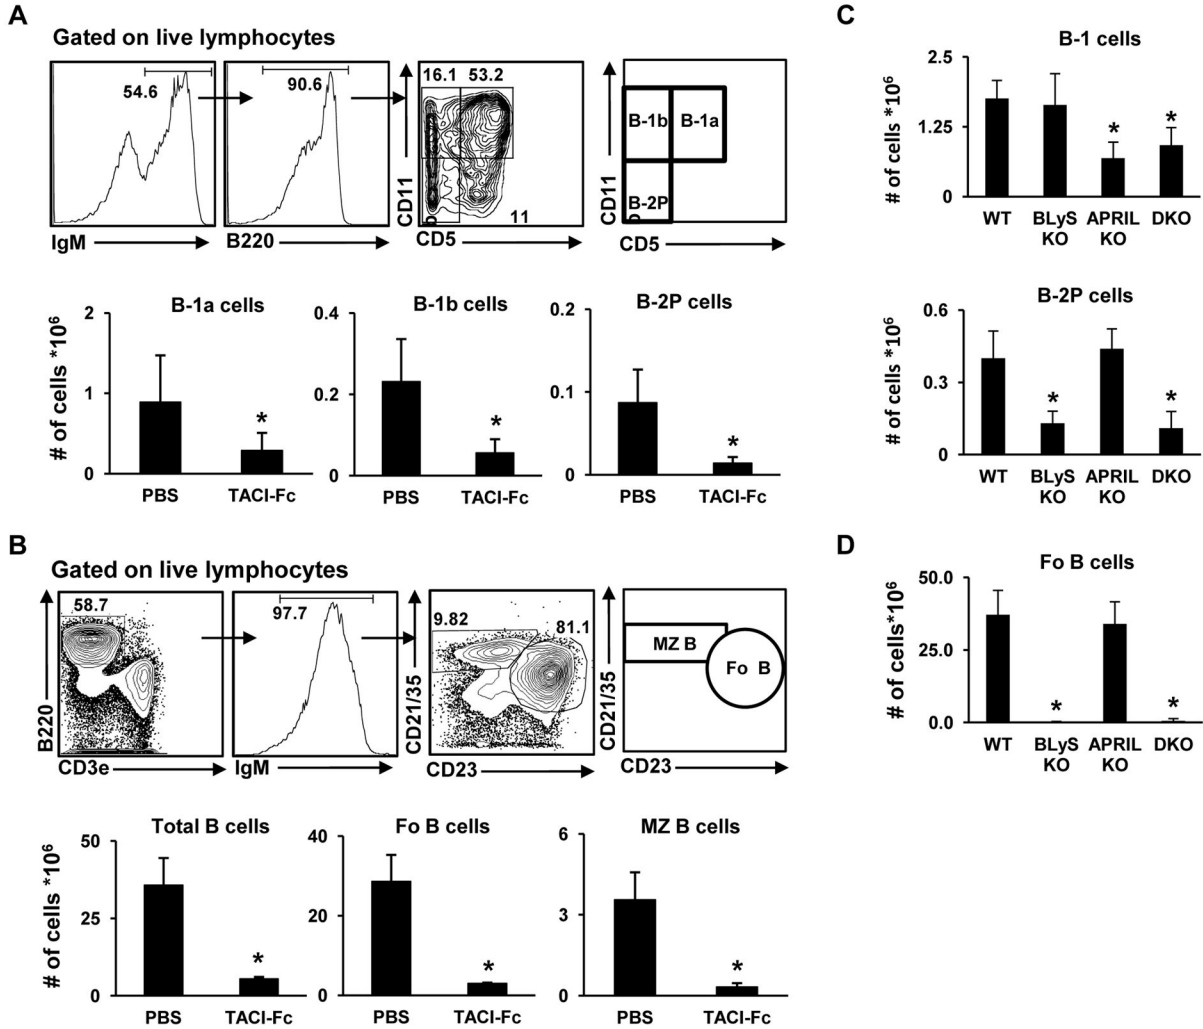 A
Gated on live lymphocytes
54.6
IgM
90.6
B220
16.1 53.2
11
CD11b
CD5
B-1b B-1a
B-2P
CD11b
CD5
B-1a cells
# of cells *10⁶
2
1
0
PBS TACI-Fc
*
B-1b cells
0.4
0.2
0
PBS TACI-Fc
*
B-2P cells
0.2
0.1
0
PBS TACI-Fc
*
B
Gated on live lymphocytes
58.7
B220
CD3e
97.7
IgM
9.82
81.1
CD21/35
CD23
MZ B
Fo B
CD21/35
CD23
Total B cells
# of cells *10⁶
50
25
0
PBS TACI-Fc
*
Fo B cells
40
20
0
PBS TACI-Fc
*
MZ B cells
6
3
0
PBS TACI-Fc
*
C
B-1 cells
# of cells *10⁶
2.5
1.25
0
* *
WT BLyS KO APRIL KO DKO
B-2P cells
# of cells *10⁶
0.6
0.3
0
* *
WT BLyS KO APRIL KO DKO
D
Fo B cells
# of cells*10⁶
50.0
25.0
0.0
* *
WT BLyS KO APRIL KO DKO